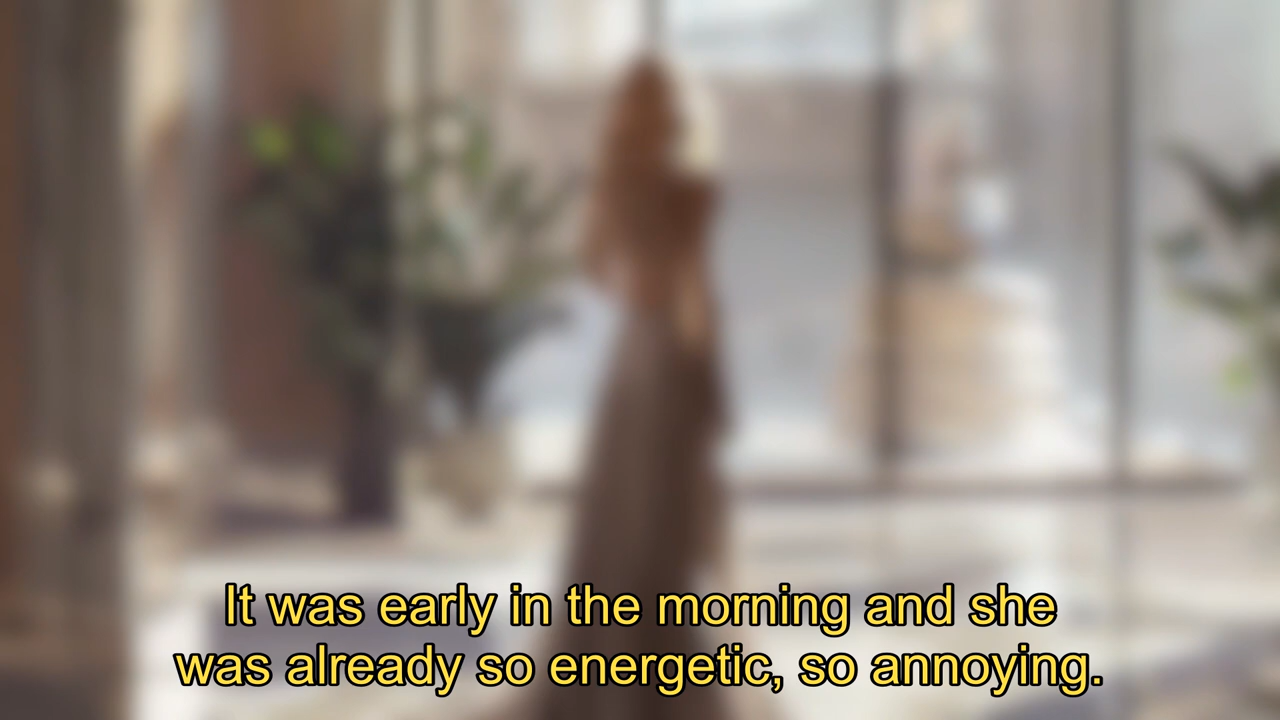 It was early in the morning and she
was already so energetic, so annoying.